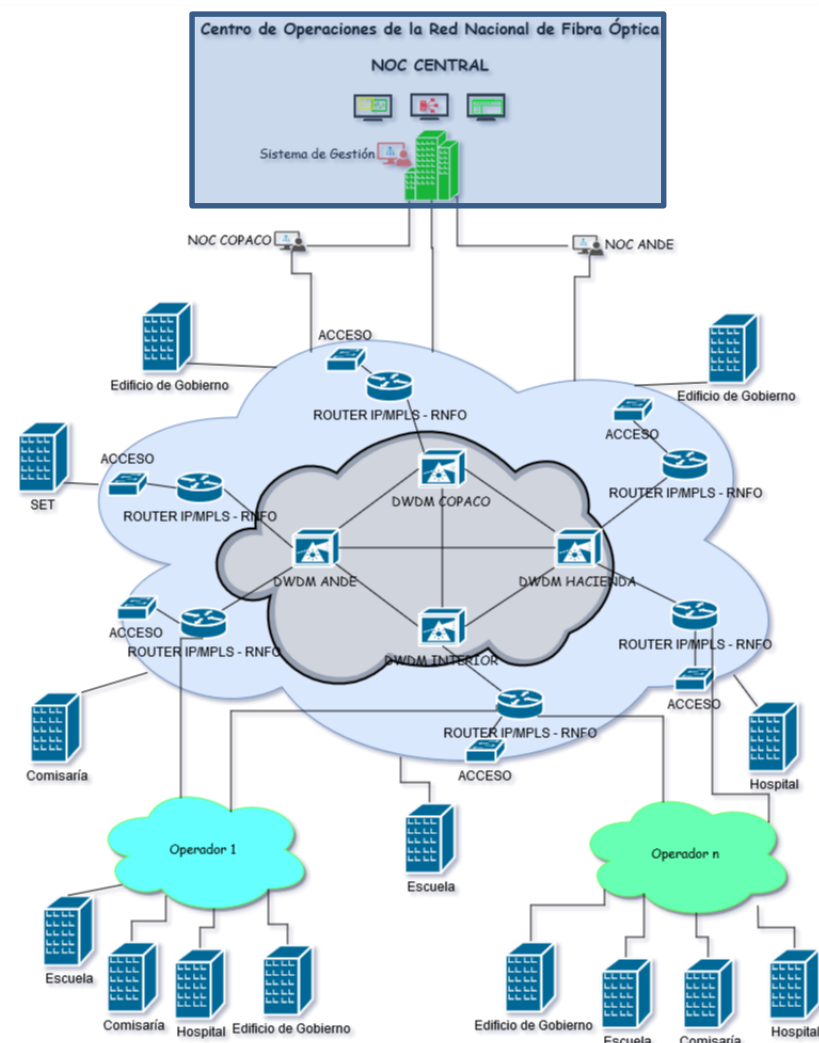 Centro de Operaciones de la Red Nacional de Fibra Óptica
NOC CENTRAL
Sistema de Gestión
NOC COPACO
NOC ANDE
ACCESO
Edificio de Gobierno
Edificio de Gobierno
ROUTER IP/MPLS - RNFO
ACCESO
ACCESO
SET
DWDM COPACO
ROUTER IP/MPLS - RNFO
ROUTER IP/MPLS - RNFO
DWDM ANDE
DWDM HACIENDA
ACCESO
ROUTER IP/MPLS - RNFO
ROUTER IP/MPLS - RNFO
DWDM INTERIOR
ACCESO
ROUTER IP/MPLS - RNFO
ACCESO
Comisaría
Hospital
Escuela
Operador 1
Operador n
Escuela
Comisaría
Hospital
Edificio de Gobierno
Edificio de Gobierno
Escuela
Comisaría
Hospital